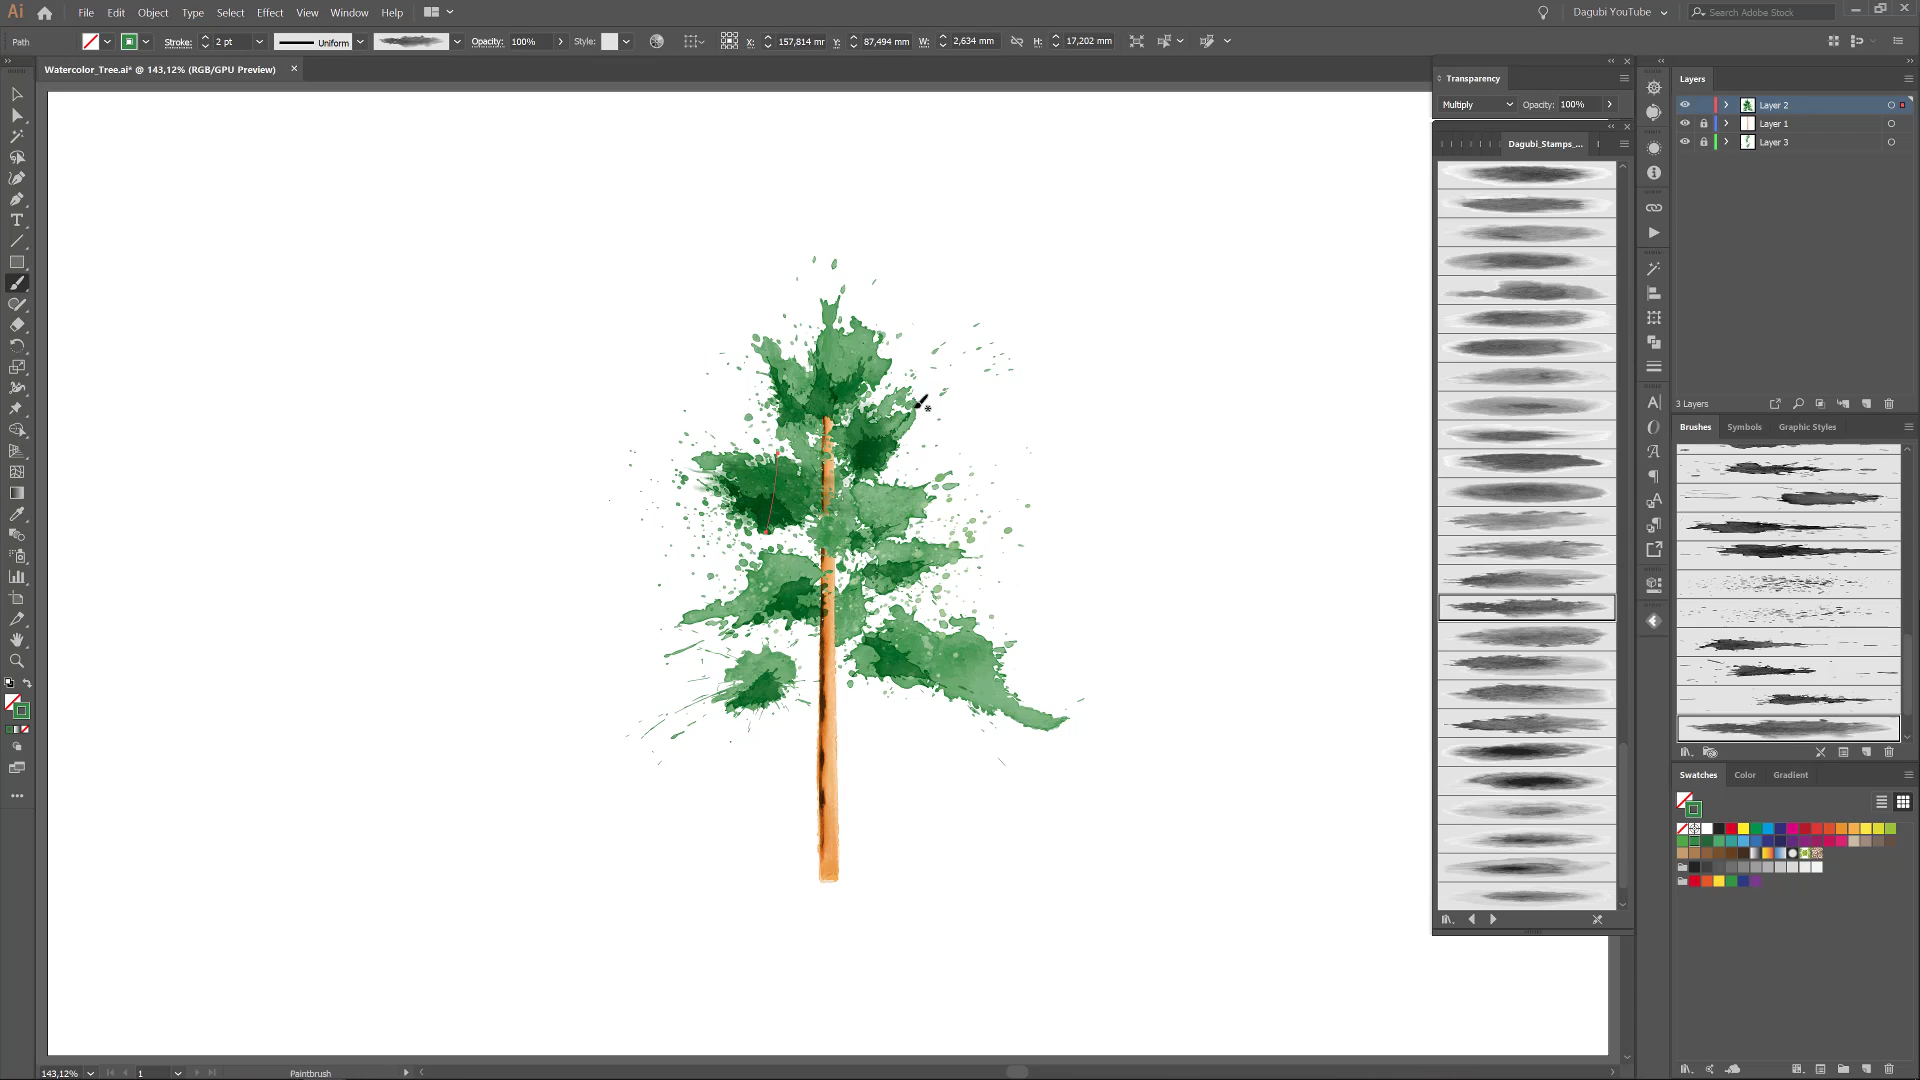 Ai File Edit Object Type Select Effect View Window Help Dagubi YouTube Search Adobe Stock
Path Stroke: 2 pt Uniform Opacity: 100% Style: X: 157,814 mr Y: 87,494 mm W: 2,634 mm H: 17,202 mm
Watercolor_Tree.ai* @ 143,12% (RGB/GPU Preview)
Transparency
Multiply Opacity: 100%
Dagubi_Stamps_...
Layers
Layer 2
Layer 1
Layer 3
3 Layers
Brushes Symbols Graphic Styles
Swatches Color Gradient
143,12% 1 Paintbrush